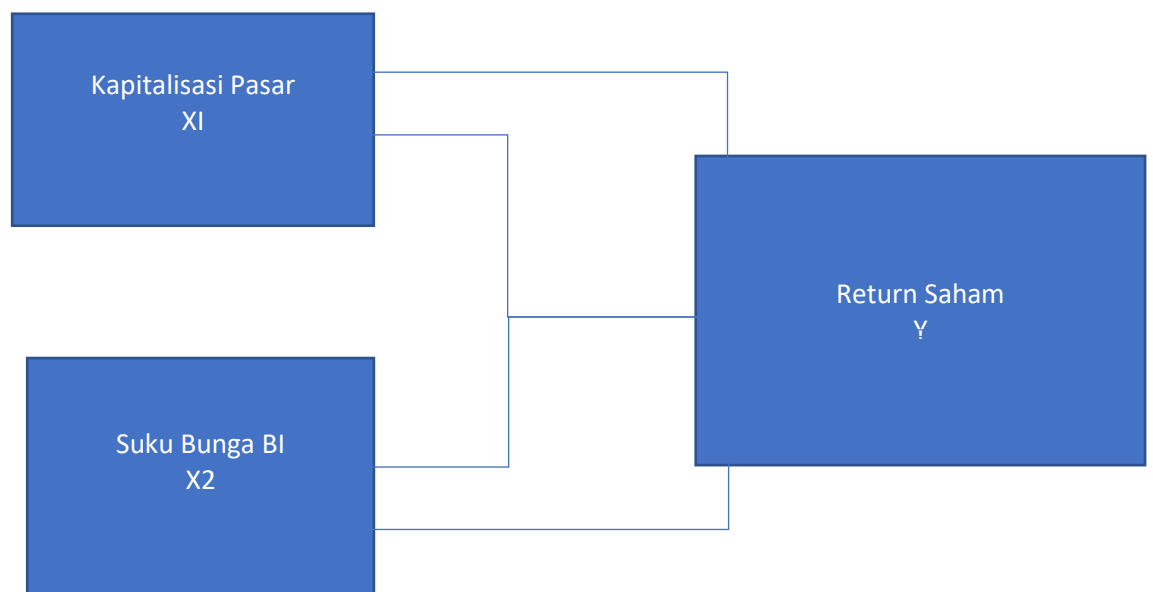 Kapitalisasi Pasar
XI
Return Saham
Y
Suku Bunga BI
X2